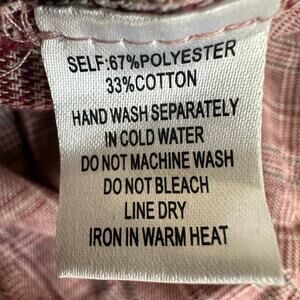 SELF:67%POLYESTER
33%COTTON
HAND WASH SEPARATELY
IN COLD WATER
DO NOT MACHINE WASH
DO NOT BLEACH
LINE DRY
IRON IN WARM HEAT